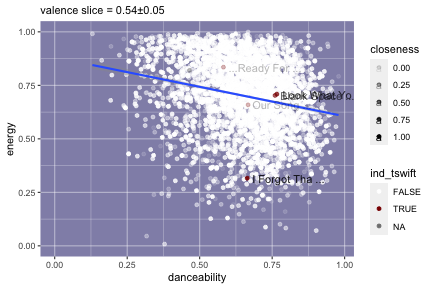 valence slice = 0.54±0.05
1.00
0.75
0.50
0.25
0.00
energy
Ready For ...
Look What Yo...
Our So
I Forgot Tha ...
0.00
0.25
0.50
0.75
1.00
danceability
closeness
0.00
0.25
0.50
0.75
1.00
ind_tswift
FALSE
TRUE
NA